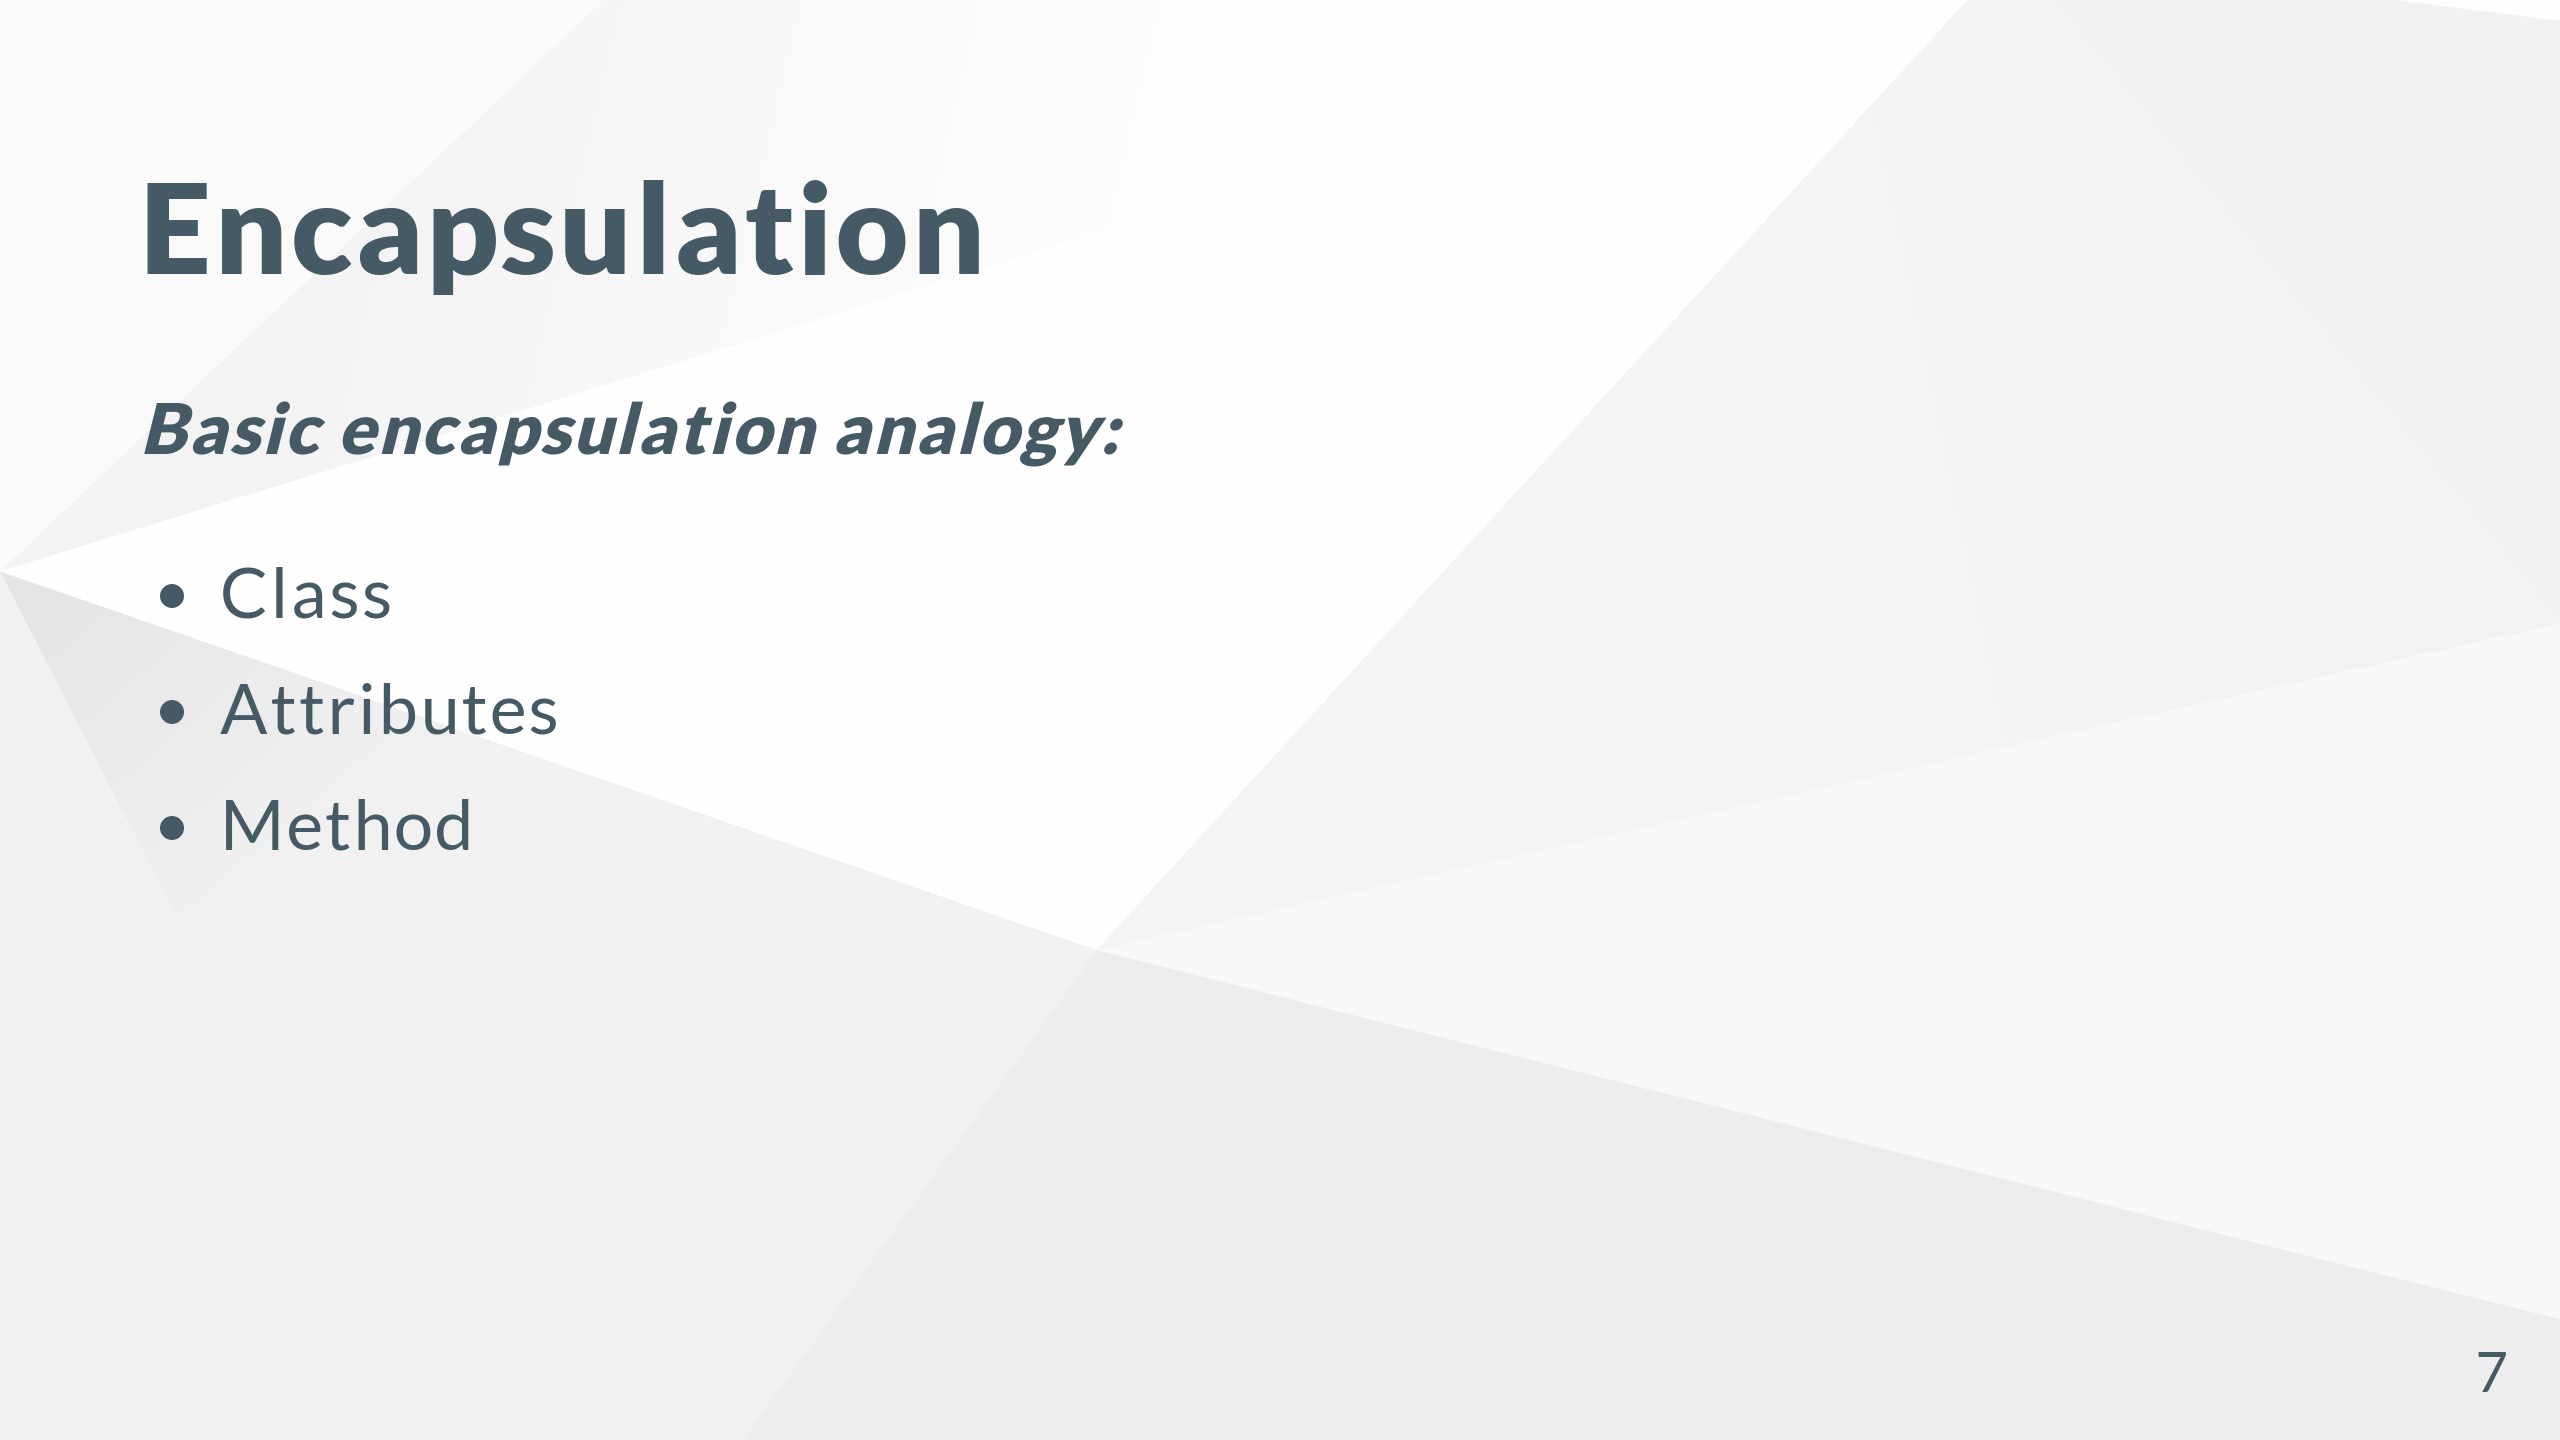 Encapsulation
Basic encapsulation analogy:
• Class
• Attributes
• Method
7